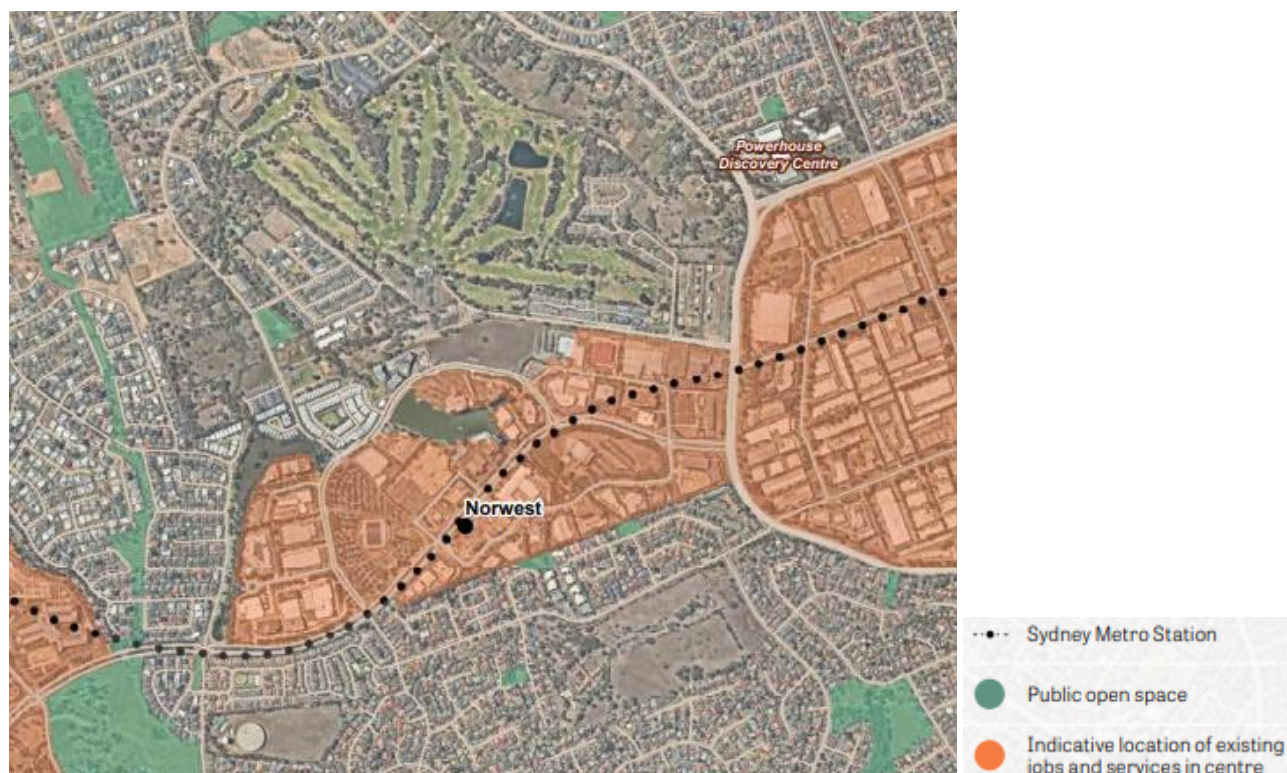 Powerhouse
Discovery Centre
Norwest
Sydney Metro Station
Public open space
Indicative location of existing
jobs and services in centre